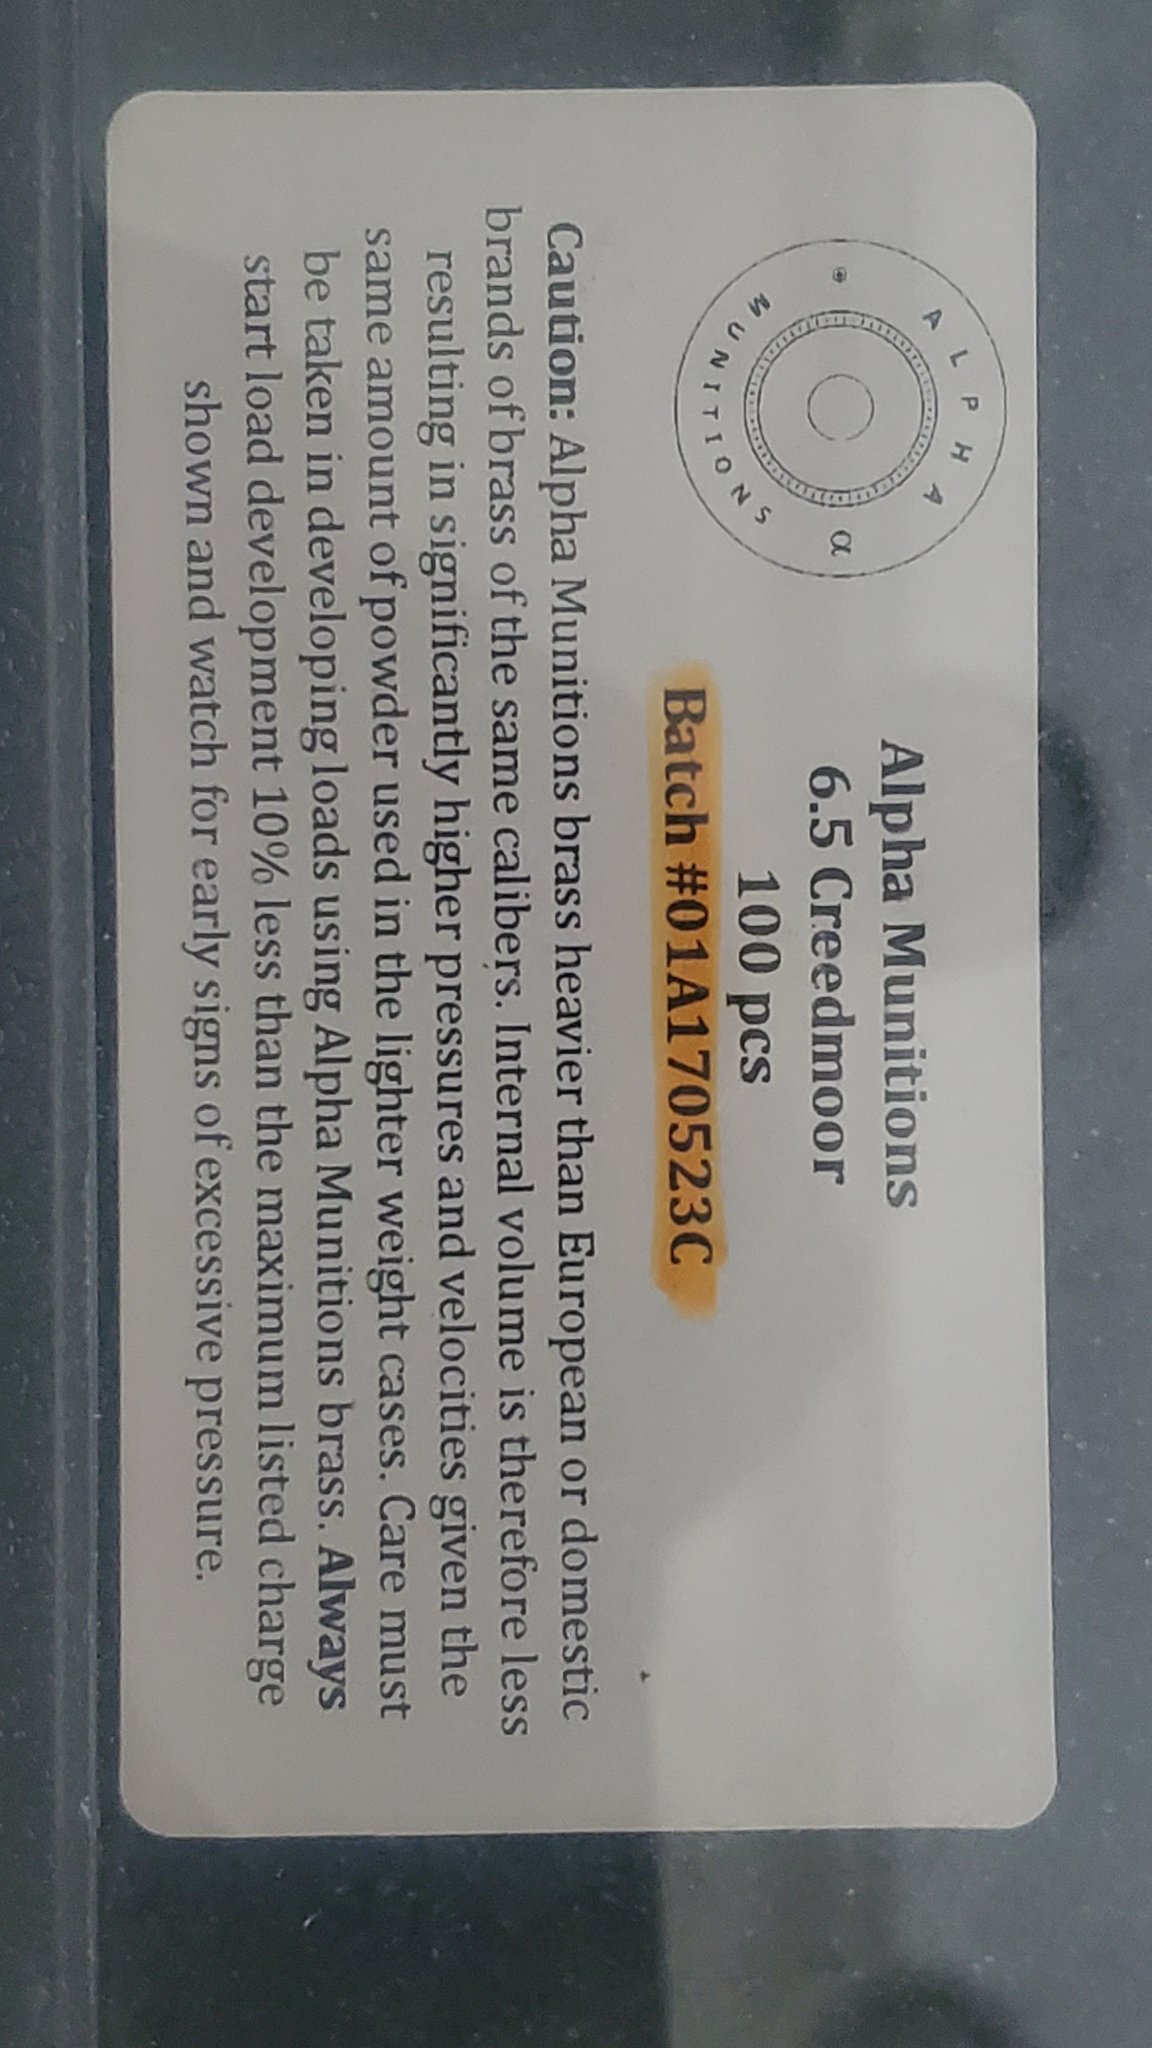 ALPHA
α
MUNITIONS
Alpha Munitions
6.5 Creedmoor
100 pcs
Batch #01A170523C
Caution: Alpha Munitions brass heavier than European or domestic
brands of brass of the same calibers. Internal volume is therefore less
resulting in significantly higher pressures and velocities given the
same amount of powder used in the lighter weight cases. Care must
be taken in developing loads using Alpha Munitions brass. Always
start load development 10% less than the maximum listed charge
shown and watch for early signs of excessive pressure.